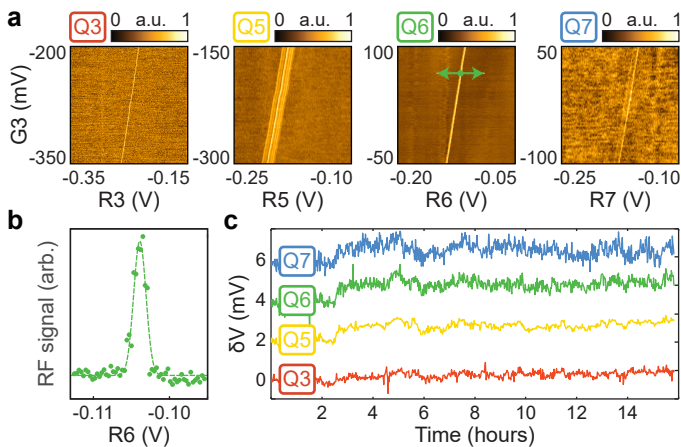 a
Q3 0 a.u. 1
Q5 0 a.u. 1
Q6 0 a.u. 1
Q7 0 a.u. 1
G3 (mV)
-200
-350
-150
-300
100
-50
50
-100
-0.35 -0.15
-0.25 -0.10
-0.20 -0.05
-0.25 -0.10
R3 (V)
R5 (V)
R6 (V)
R7 (V)
b
RF signal (arb.)
-0.11 -0.10
R6 (V)
c
δV (mV)
6
4
2
0
Q7
Q6
Q5
Q3
2 4 6 8 10 12 14
Time (hours)